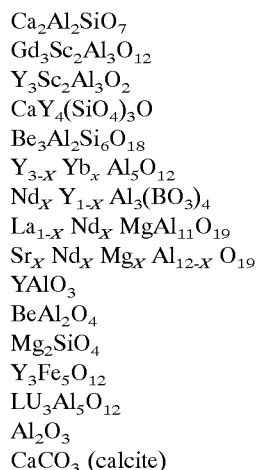 Ca₂Al₂SiO₇
Gd₃Sc₂Al₃O₁₂
Y₃Sc₂Al₃O₂
CaY₄(SiO₄)₃O
Be₃Al₂Si₆O₁₈
Y₃₋ₓ Ybₓ Al₅O₁₂
Ndₓ Y₁₋ₓ Al₃(BO₃)₄
La₁₋ₓ Ndₓ MgAl₁₁O₁₉
Srₓ Ndₓ Mgₓ Al₁₂₋ₓ O₁₉
YAlO₃
BeAl₂O₄
Mg₂SiO₄
Y₃Fe₅O₁₂
LU₃Al₅O₁₂
Al₂O₃
CaCO₃ (calcite)